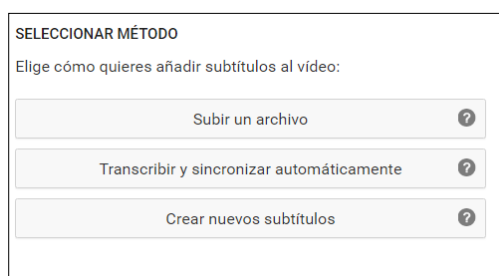 SELECCIONAR MÉTODO
Elige cómo quieres añadir subtítulos al vídeo:
Subir un archivo ?
Transcribir y sincronizar automáticamente ?
Crear nuevos subtítulos ?